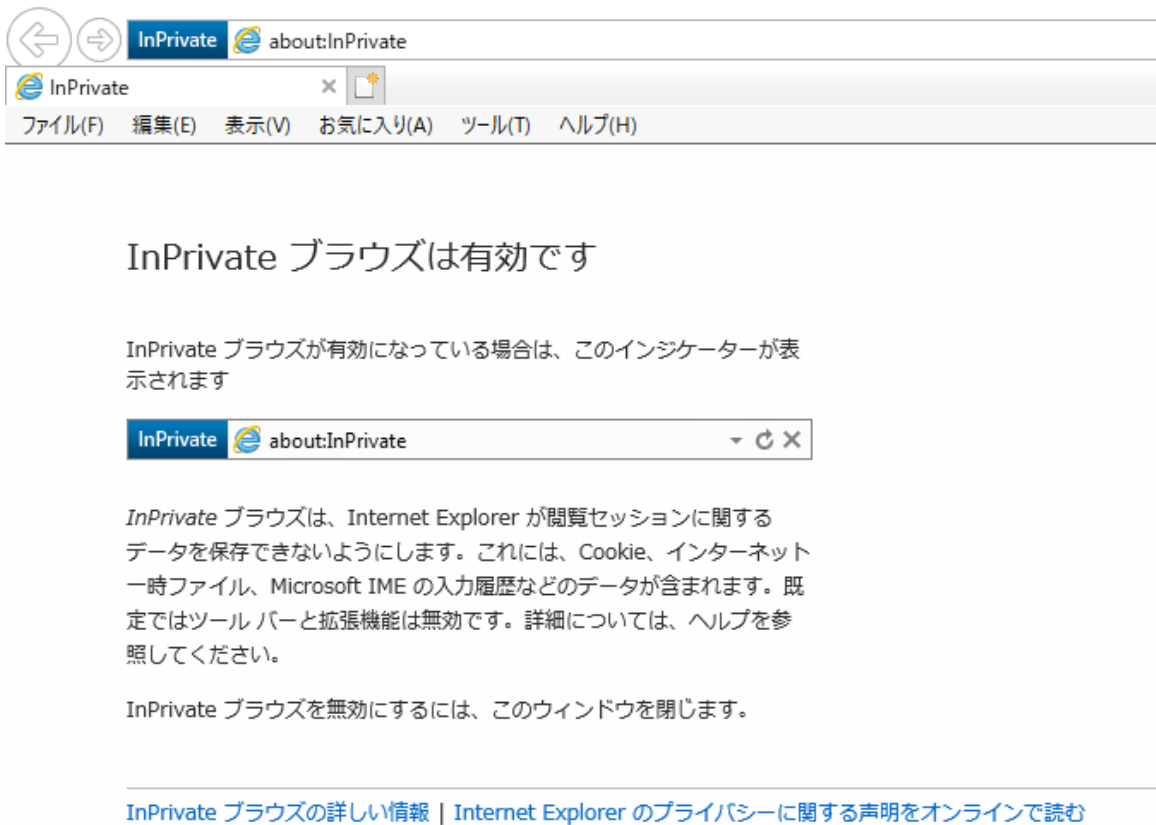 InPrivate about:InPrivate
InPrivate
ファイル(F) 編集(E) 表示(V) お気に入り(A) ツール(T) ヘルプ(H)
InPrivate ブラウズは有効です
InPrivate ブラウズが有効になっている場合は、このインジケーターが表
示されます
InPrivate about:InPrivate
InPrivate ブラウズは、Internet Explorer が閲覧セッションに関する
データを保存できないようにします。これには、Cookie、インターネット
一時ファイル、Microsoft IME の入力履歴などのデータが含まれます。既
定ではツール バーと拡張機能は無効です。詳細については、ヘルプを参
照してください。
InPrivate ブラウズを無効にするには、このウィンドウを閉じます。
InPrivate ブラウズの詳しい情報 | Internet Explorer のプライバシーに関する声明をオンラインで読む